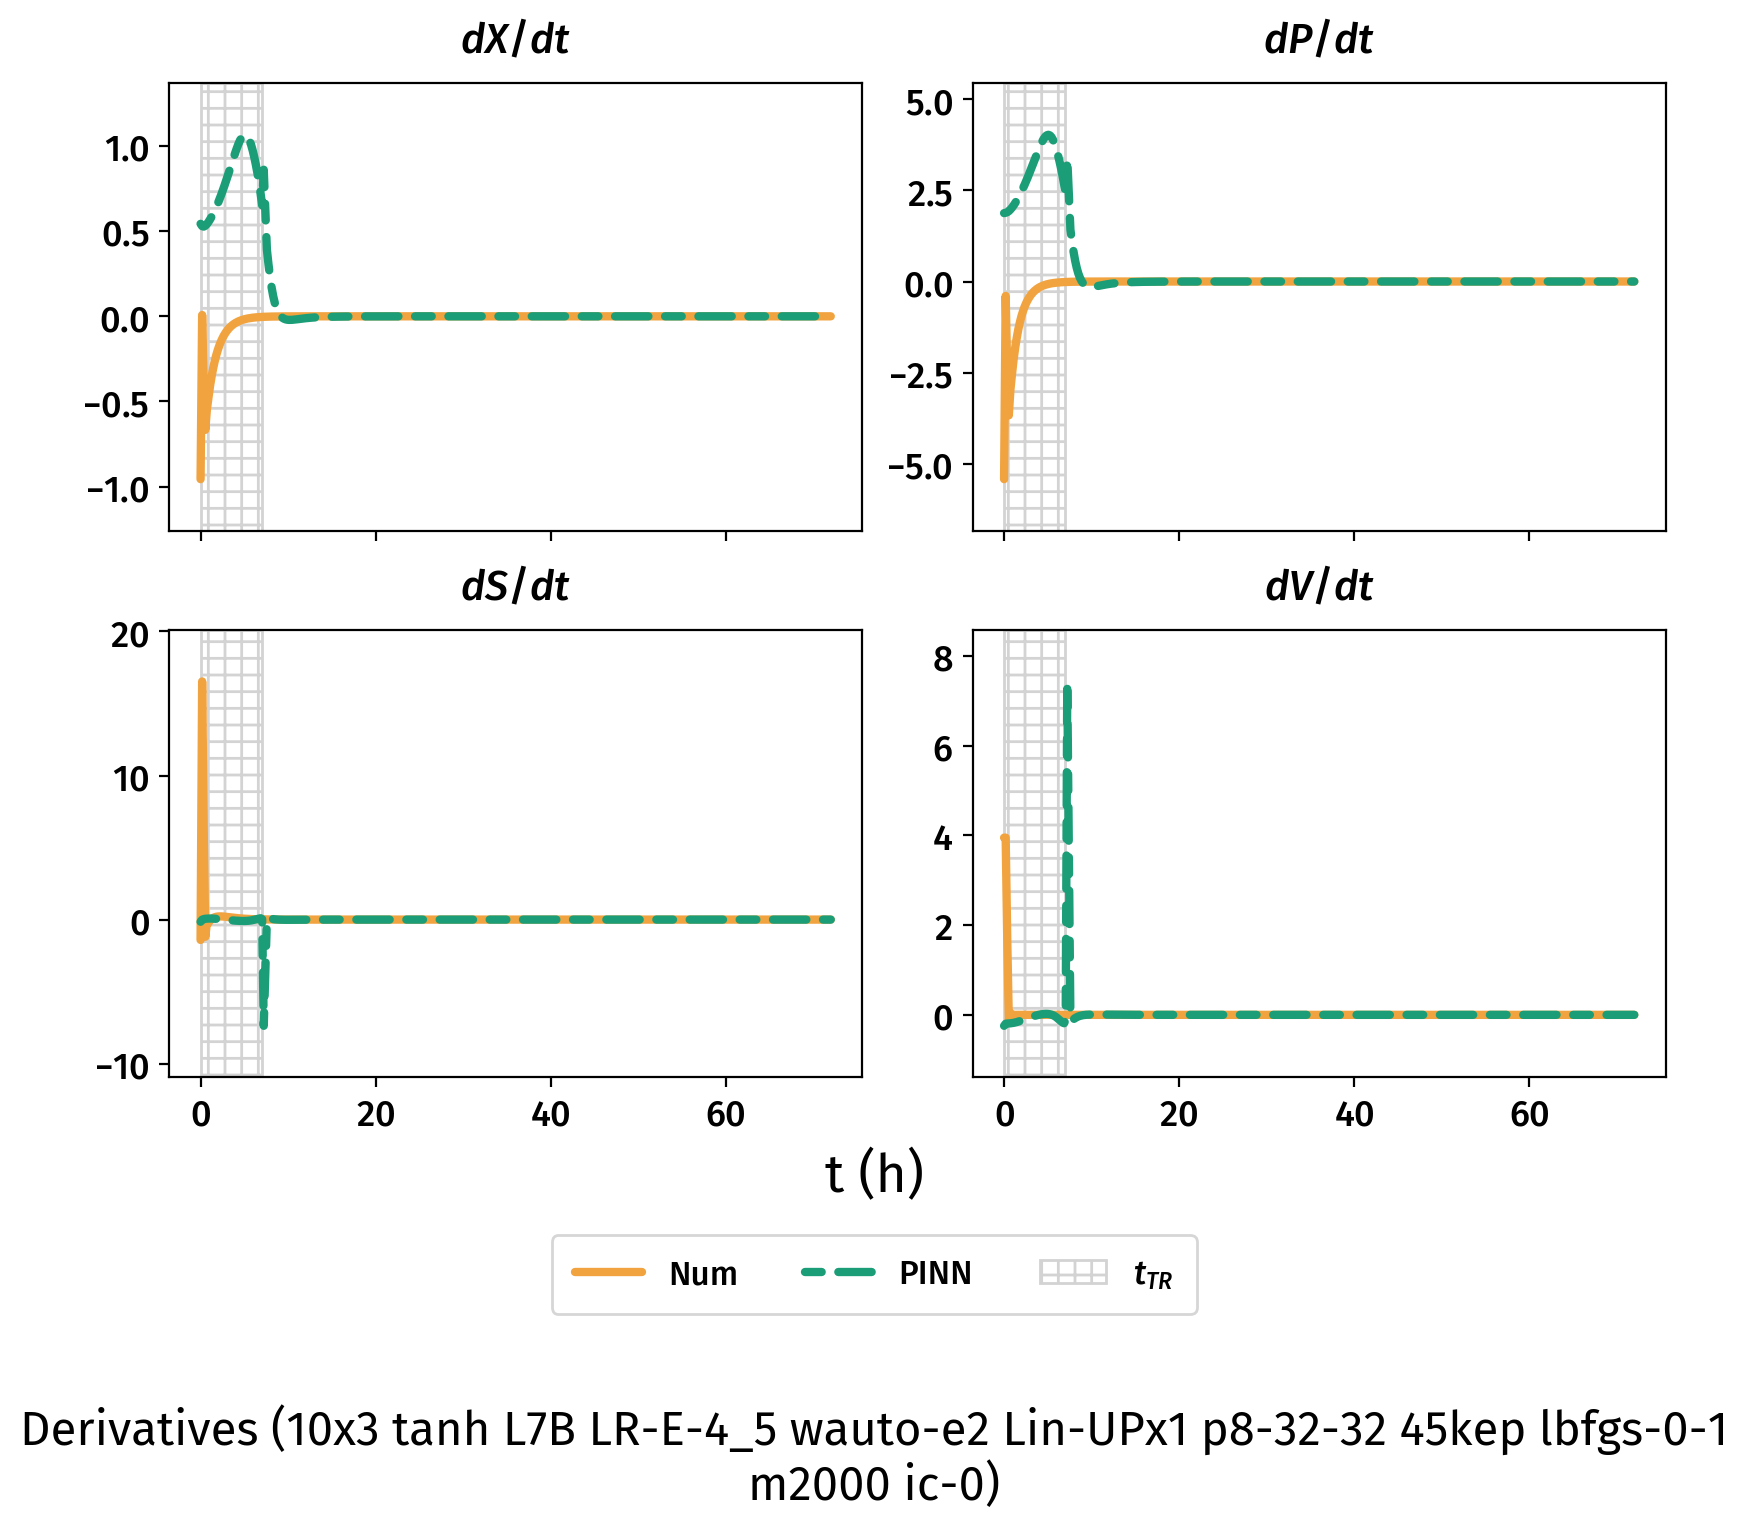 dX/dt
dP/dt
1.0
0.5
0.0
−0.5
−1.0
5.0
2.5
0.0
−2.5
−5.0
dS/dt
dV/dt
20
10
0
−10
0
20
40
60
8
6
4
2
0
0
20
40
60
t (h)
Num
PINN
tTR
Derivatives (10x3 tanh L7B LR-E-4_5 wauto-e2 Lin-UPx1 p8-32-32 45kep lbfgs-0-1
m2000 ic-0)